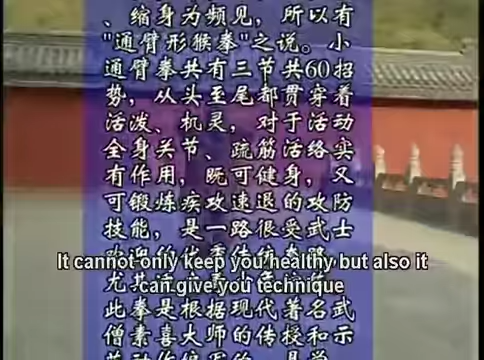 、缩身为频见，所以有
"通臂形猴拳"之说。小
通臂拳共有三节共60招
势，从头至尾都贯穿着
活泼、机灵，对于活动
全身关节、疏筋活络实
有作用，既可健身，又
可锻炼疾攻速退的攻防
技能，是一路很受武士
It cannot only keep you healthy but also it
can give you technique
此拳是根据现代著名武
僧素喜大师的传授和示